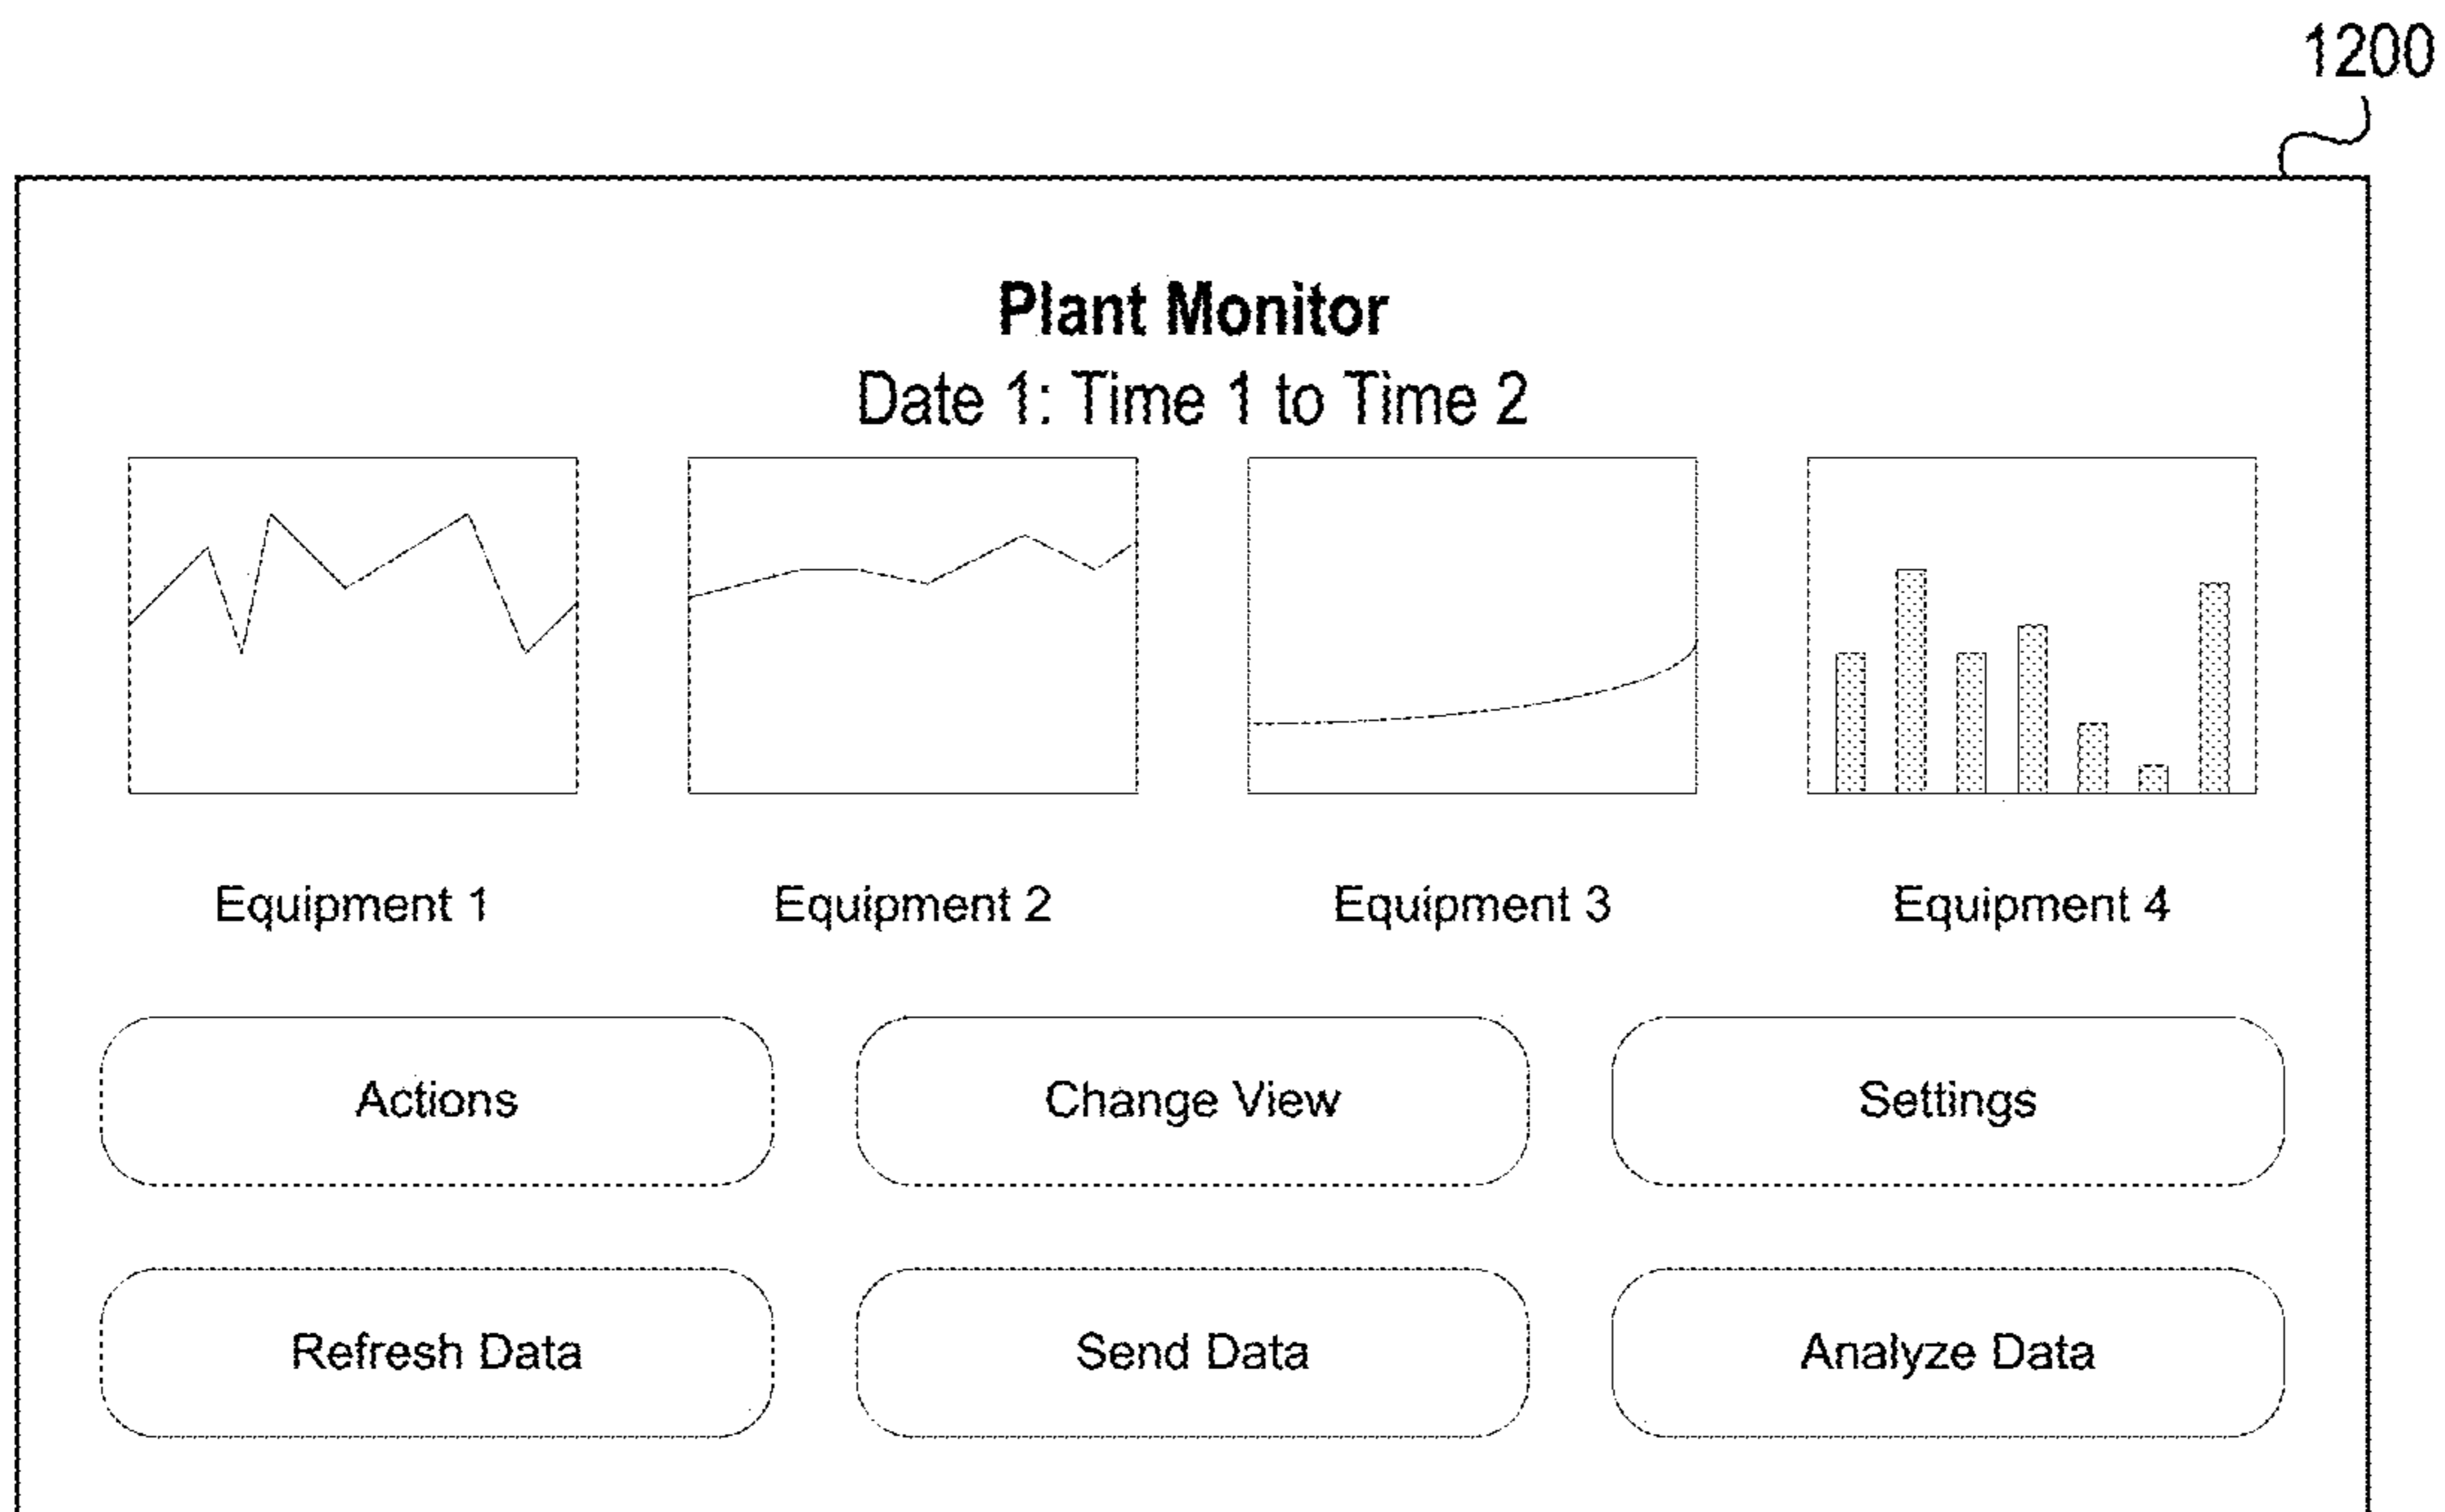 1200
Plant Monitor
Date 1: Time 1 to Time 2
Equipment 1 Equipment 2 Equipment 3 Equipment 4
Actions Change View Settings
Refresh Data Send Data Analyze Data